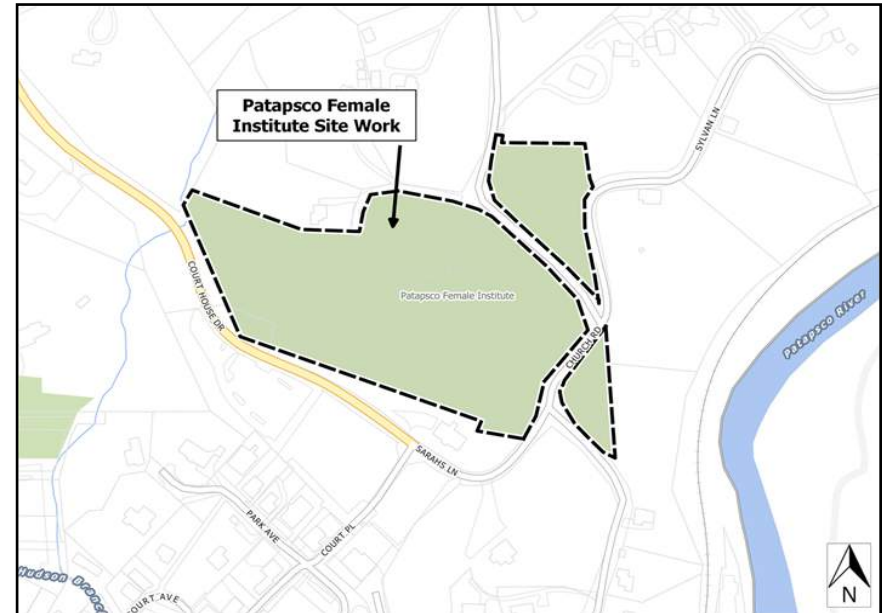 Patapsco Female
Institute Site Work
SYLVAN LN
COURT HOUSE DR
Patapsco Female Institute
Patapsco River
CHURCH RD
SARAHS LN
PARK AVE
COURT PL
Hudson Branch
COURT AVE
N